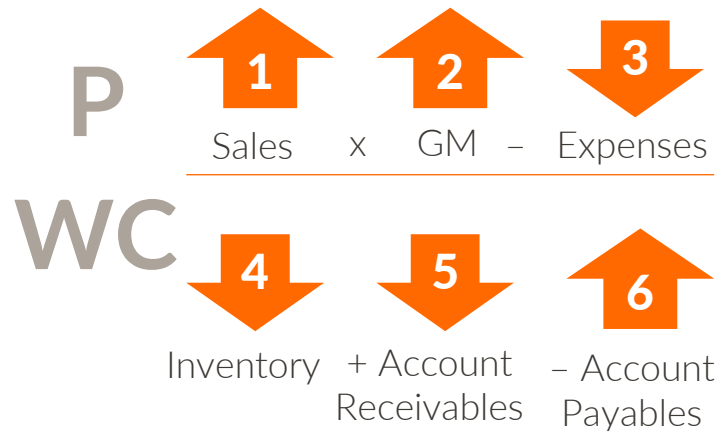 P
1
2
3
Sales x GM – Expenses
WC
4
5
6
Inventory + Account – Account
Receivables Payables